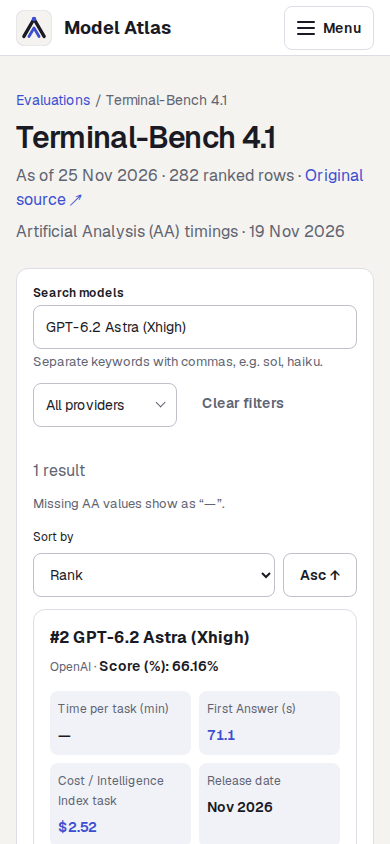 Model Atlas
Menu
Evaluations / Terminal-Bench 4.1
Terminal-Bench 4.1
As of 25 Nov 2026 · 282 ranked rows · Original
source ↗
Artificial Analysis (AA) timings · 19 Nov 2026
Search models
GPT-6.2 Astra (Xhigh)
Separate keywords with commas, e.g. sol, haiku.
All providers
Clear filters
1 result
Missing AA values show as “—”.
Sort by
Rank
Asc ↑
#2 GPT-6.2 Astra (Xhigh)
OpenAI · Score (%): 66.16%
Time per task (min)
—
First Answer (s)
71.1
Cost / Intelligence
Index task
$2.52
Release date
Nov 2026